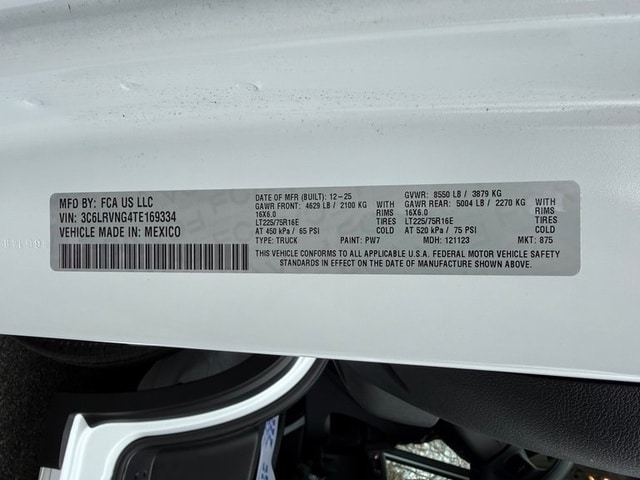 MFD BY: FCA US LLC
VIN: 3C6LRVNG4TE169334
VEHICLE MADE IN: MEXICO
DATE OF MFR (BUILT): 12-25
GVWR: 8550 LB / 3879 KG
GAWR FRONT: 4629 LB / 2100 KG WITH
GAWR REAR: 5004 LB / 2270 KG WITH
16X6.0 RIMS
16X6.0 RIMS
LT225/75R16E TIRES
LT225/75R16E TIRES
AT 450 kPa / 65 PSI COLD
AT 520 kPa / 75 PSI COLD
TYPE: TRUCK PAINT: PW7 MDH: 121123 MKT: 875
THIS VEHICLE CONFORMS TO ALL APPLICABLE U.S.A. FEDERAL MOTOR VEHICLE SAFETY
STANDARDS IN EFFECT ON THE DATE OF MANUFACTURE SHOWN ABOVE.